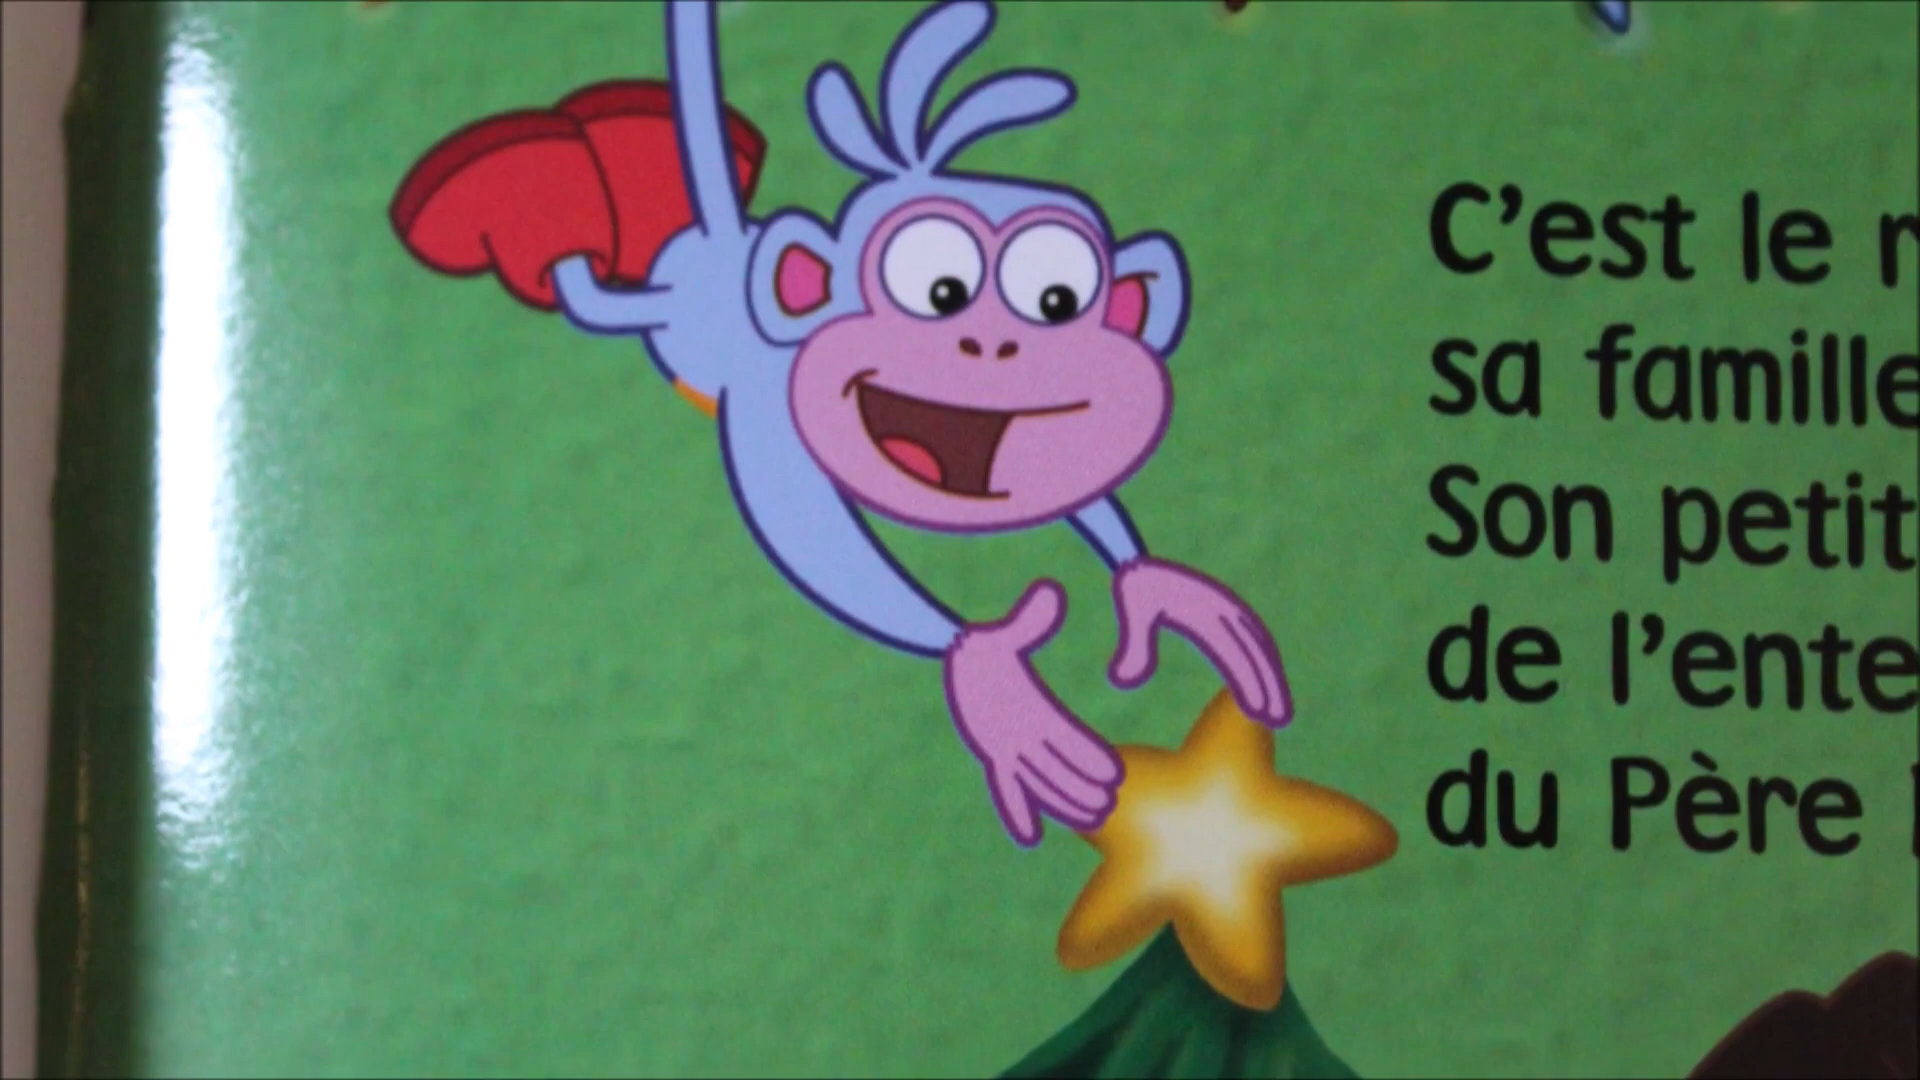 C'est le
sa famille
Son petit
de l'ente
du Père